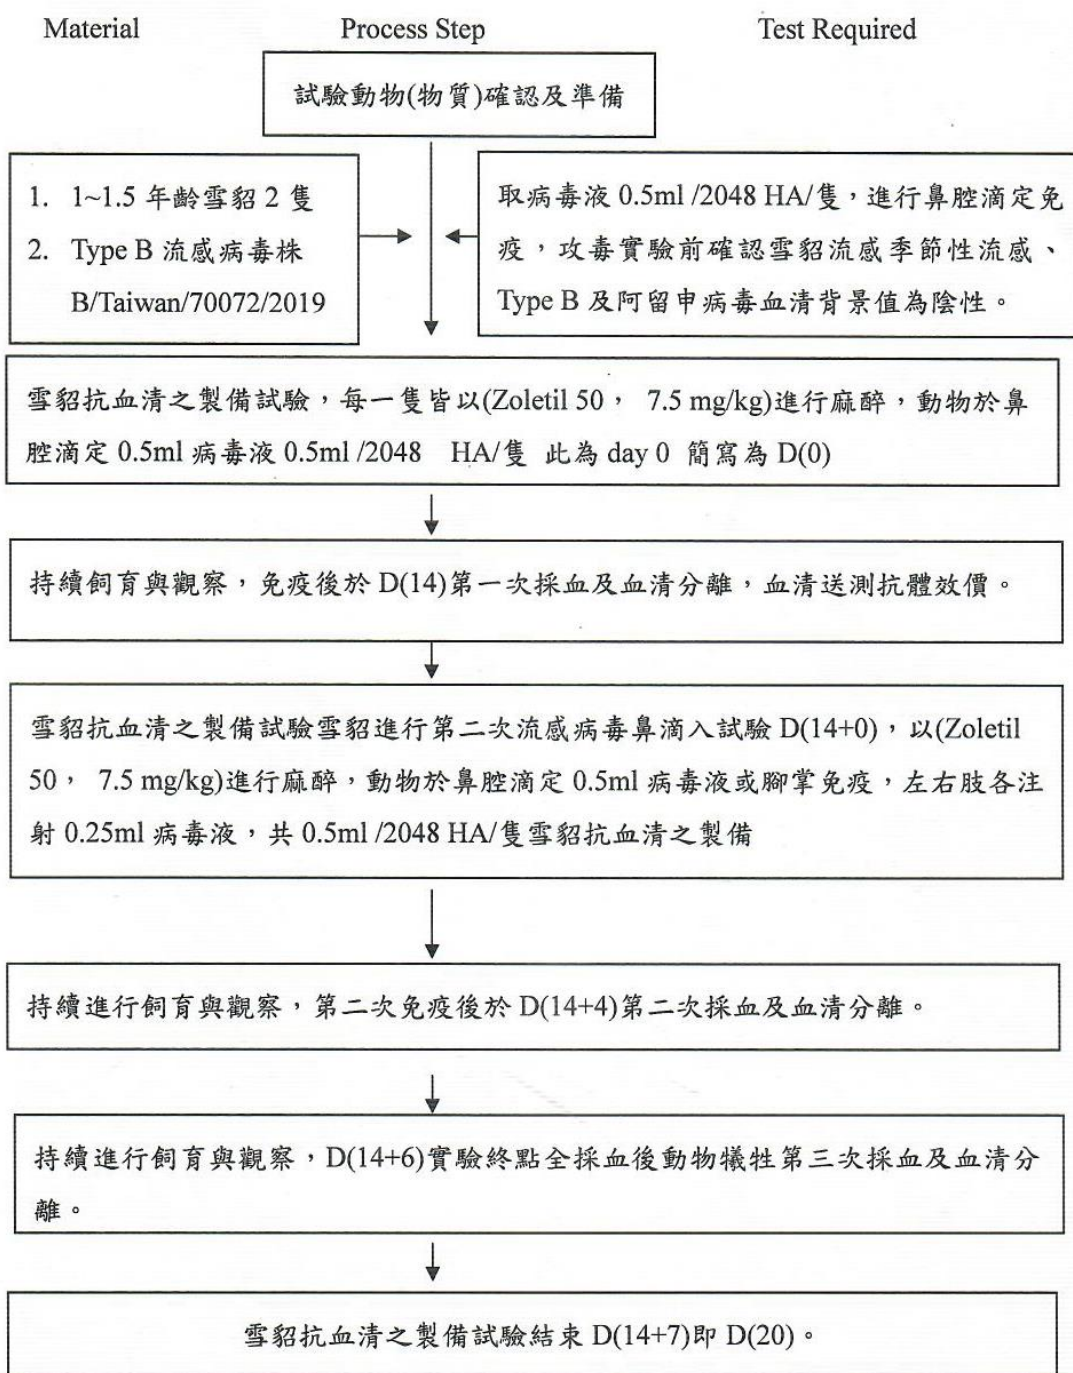 Material Process Step Test Required
試驗動物(物質)確認及準備
1. 1~1.5 年齡雪貂 2 隻
2. Type B 流感病毒株
B/Taiwan/70072/2019
取病毒液 0.5ml /2048 HA/隻，進行鼻腔滴定免
疫，攻毒實驗前確認雪貂流感季節性流感、
Type B 及阿留申病毒血清背景值為陰性。
雪貂抗血清之製備試驗，每一隻皆以(Zoletil 50， 7.5 mg/kg)進行麻醉，動物於鼻
腔滴定 0.5ml 病毒液 0.5ml /2048 HA/隻 此為 day 0 簡寫為 D(0)
持續飼育與觀察，免疫後於 D(14)第一次採血及血清分離，血清送測抗體效價。
雪貂抗血清之製備試驗雪貂進行第二次流感病毒鼻滴入試驗 D(14+0)，以(Zoletil
50， 7.5 mg/kg)進行麻醉，動物於鼻腔滴定 0.5ml 病毒液或腳掌免疫，左右肢各注
射 0.25ml 病毒液，共 0.5ml /2048 HA/隻雪貂抗血清之製備
持續進行飼育與觀察，第二次免疫後於 D(14+4)第二次採血及血清分離。
持續進行飼育與觀察，D(14+6)實驗終點全採血後動物犧牲第三次採血及血清分
離。
雪貂抗血清之製備試驗結束 D(14+7)即 D(20)。